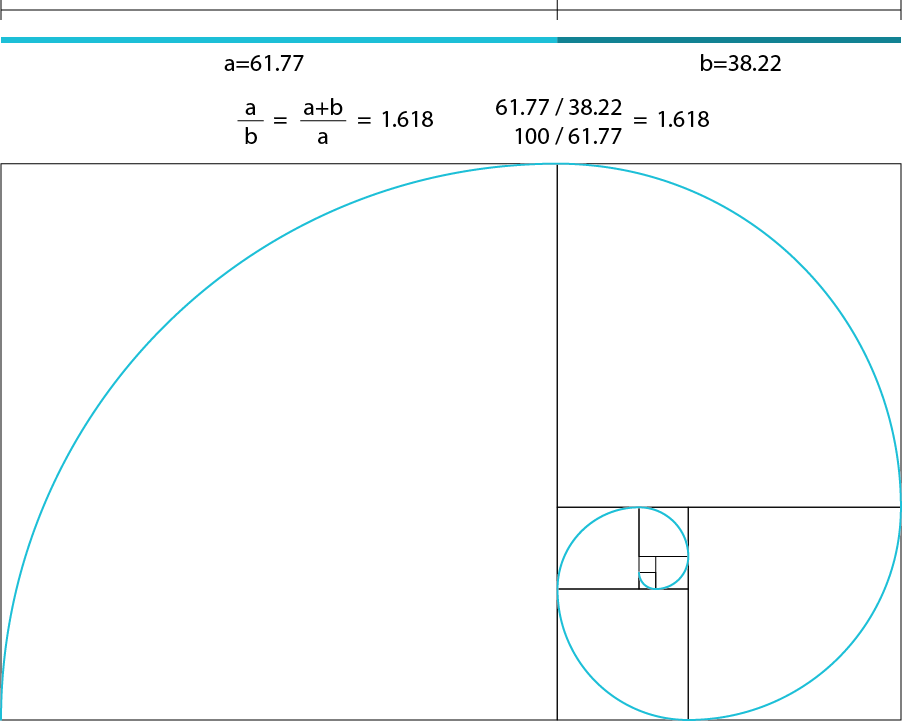 a=61.77 b=38.22
a/b = a+b/a = 1.618
61.77 / 38.22
100 / 61.77 = 1.618